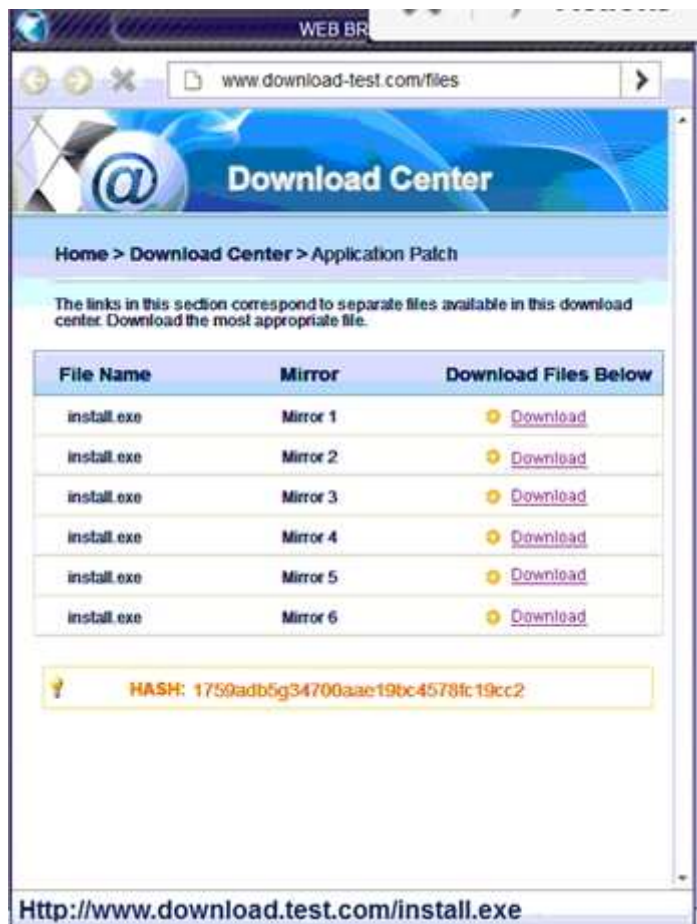 WEB BR
www.download-test.com/files
@
Download Center
Home > Download Center > Application Patch
The links in this section correspond to separate files available in this download
center. Download the most appropriate file.
File Name Mirror Download Files Below
install.exe Mirror 1 Download
install.exe Mirror 2 Download
install.exe Mirror 3 Download
install.exe Mirror 4 Download
install.exe Mirror 5 Download
install.exe Mirror 6 Download
HASH: 1759adb5g34700aae19bc4578fc19cc2
Http://www.download.test.com/install.exe